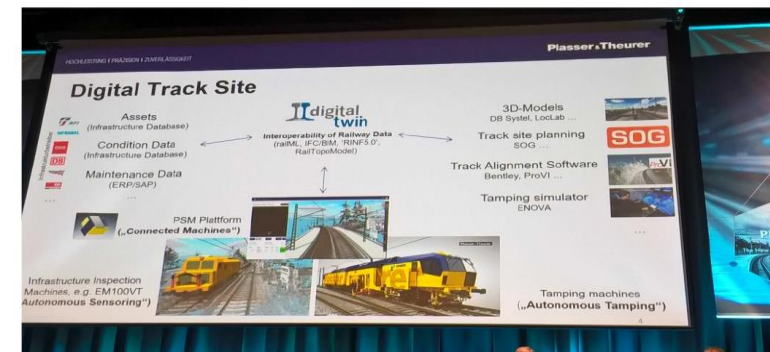 HOCHLEISTUNG I PRÄZISION I ZUVERLÄSSIGKEIT
Plasser & Theurer
Digital Track Site
Assets
(Infrastructure Database)
Condition Data
(Infrastructure Database)
Maintenance Data
(ERP/SAP)
...
digital
twin
Interoperability of Railway Data
(railML, IFC/BIM, 'RINF5.0',
RailTopoModel)
3D-Models
DB Systel, LocLab ...
Track site planning
SOG ...
SOG
Track Alignment Software
Bentley, ProVI ...
ProVI
Tamping simulator
ENOVA
...
DB
...
PSM Plattform
(„Connected Machines")
Infrastructure Inspection
Machines, e.g. EM100VT
Autonomous Sensoring")
Tamping machines
(„Autonomous Tamping")
4